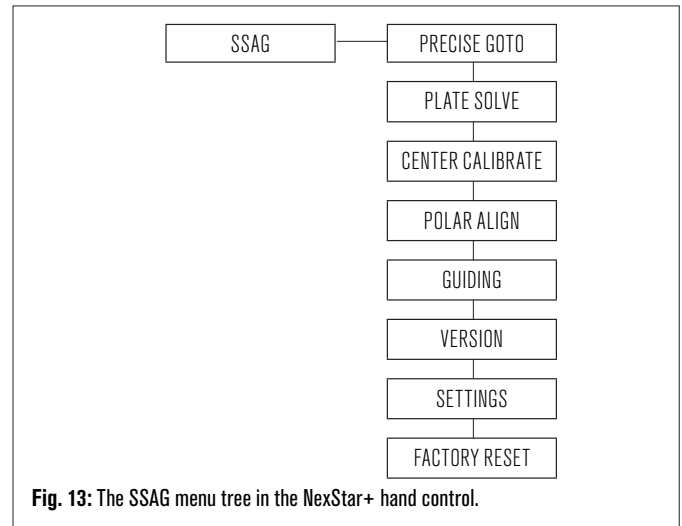 SSAG
PRECISE GOTO
PLATE SOLVE
CENTER CALIBRATE
POLAR ALIGN
GUIDING
VERSION
SETTINGS
FACTORY RESET
Fig. 13: The SSAG menu tree in the NexStar+ hand control.